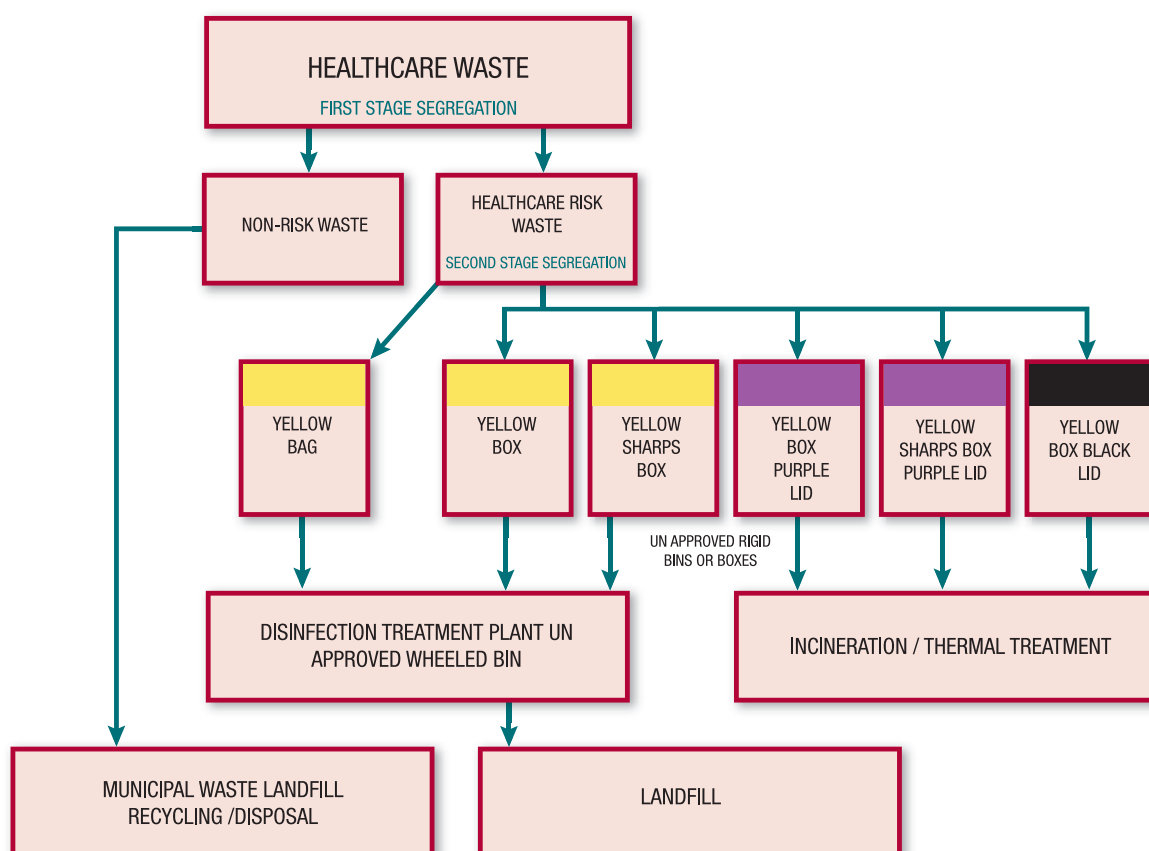 HEALTHCARE WASTE
FIRST STAGE SEGREGATION
NON-RISK WASTE
HEALTHCARE RISK
WASTE
SECOND STAGE SEGREGATION
YELLOW
BAG
YELLOW
BOX
YELLOW
SHARPS
BOX
YELLOW
BOX
PURPLE
LID
YELLOW
SHARPS BOX
PURPLE LID
YELLOW
BOX BLACK
LID
UN APPROVED RIGID
BINS OR BOXES
DISINFECTION TREATMENT PLANT UN
APPROVED WHEELED BIN
INCINERATION / THERMAL TREATMENT
MUNICIPAL WASTE LANDFILL
RECYCLING /DISPOSAL
LANDFILL